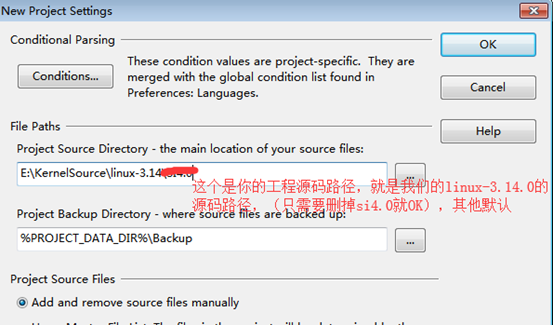 New Project Settings
Conditional Parsing
Conditions...
These condition values are project-specific. They are
merged with the global condition list found in
Preferences: Languages.
OK
Cancel
Help
File Paths
Project Source Directory - the main location of your source files:
E:\KernelSource\linux-3.14
...
这个是你的工程源码路径，就是我们的linux-3.14.0的
源码路径，（只需要删掉si4.0就OK），其他默认
Project Backup Directory - where source files are backed up:
%PROJECT_DATA_DIR%\Backup
...
Project Source Files
Add and remove source files manually